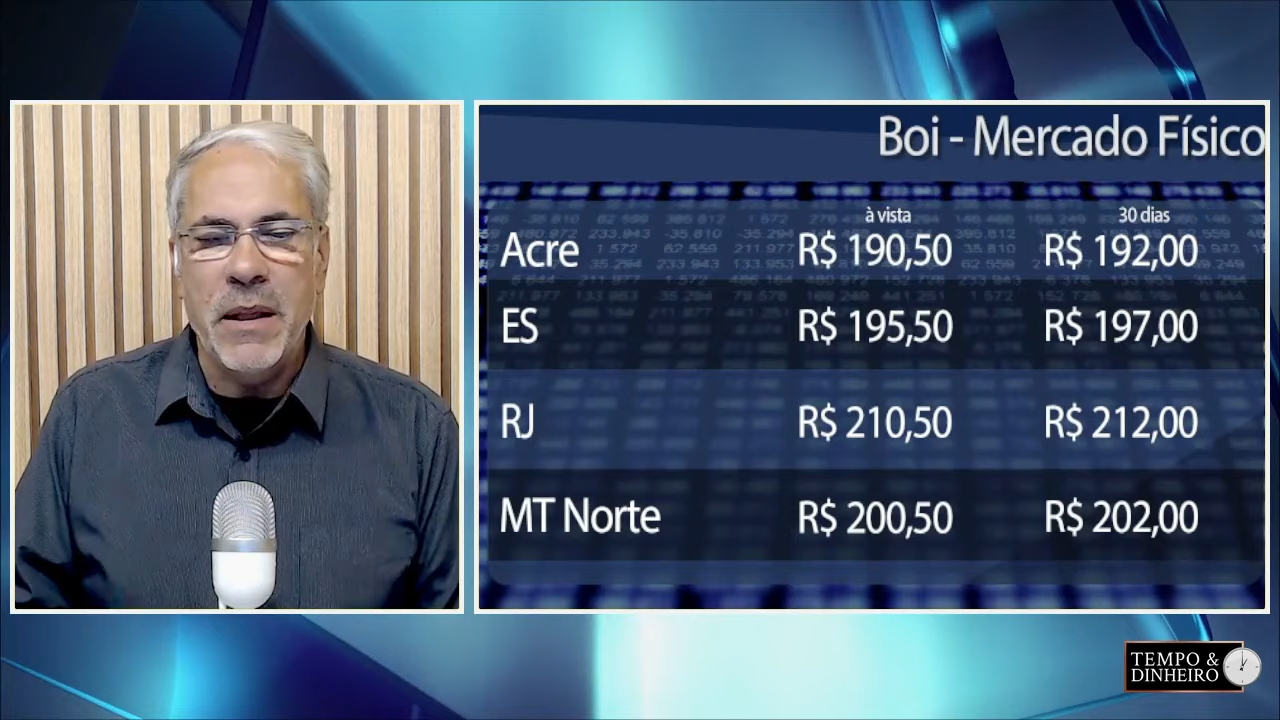 Boi - Mercado Físico
à vista 30 dias
Acre R$ 190,50 R$ 192,00
ES R$ 195,50 R$ 197,00
RJ R$ 210,50 R$ 212,00
MT Norte R$ 200,50 R$ 202,00
TEMPO &
DINHEIRO